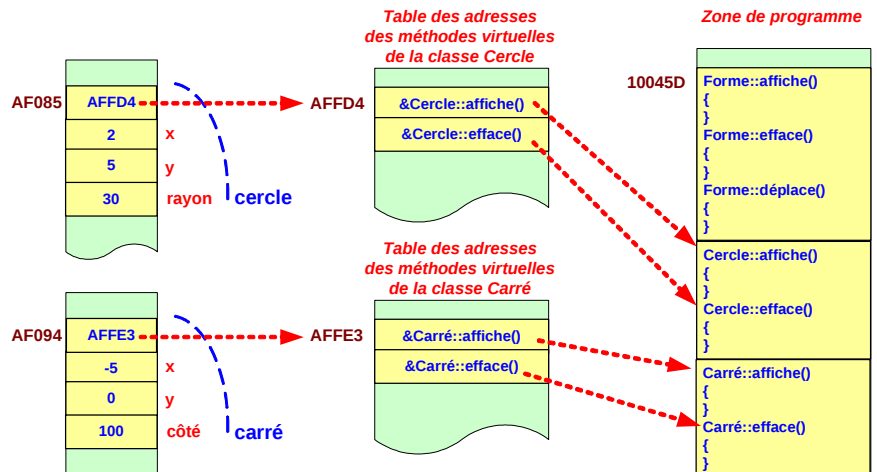 Table des adresses
des méthodes virtuelles
de la classe Cercle
Zone de programme
AF085
AFFD4
2
x
5
y
30
rayon
cercle
AFFD4
&Cercle::affiche()
&Cercle::efface()
10045D
Forme::affiche()
{
}
Forme::efface()
{
}
Forme::déplace()
{
}
Cercle::affiche()
{
}
Cercle::efface()
{
}
Table des adresses
des méthodes virtuelles
de la classe Carré
AF094
AFFE3
-5
x
0
y
100
côté
carré
AFFE3
&Carré::affiche()
&Carré::efface()
Carré::affiche()
{
}
Carré::efface()
{
}